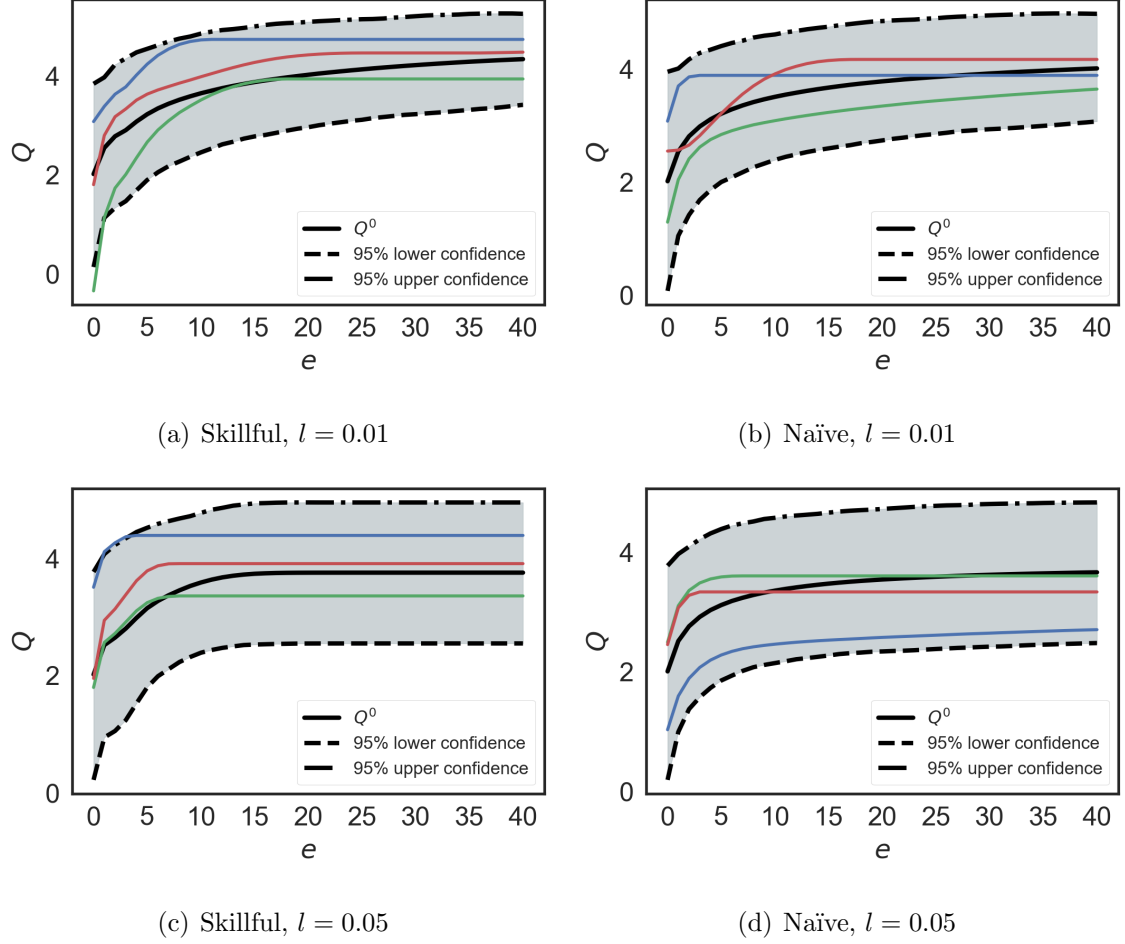 4
2
0
Q
Q⁰
95% lower confidence
95% upper confidence
0 5 10 15 20 25 30 35 40
e
(a) Skillful, l = 0.01
4
2
0
Q
Q⁰
95% lower confidence
95% upper confidence
0 5 10 15 20 25 30 35 40
e
(b) Naïve, l = 0.01
4
2
0
Q
Q⁰
95% lower confidence
95% upper confidence
0 5 10 15 20 25 30 35 40
e
(c) Skillful, l = 0.05
4
2
0
Q
Q⁰
95% lower confidence
95% upper confidence
0 5 10 15 20 25 30 35 40
e
(d) Naïve, l = 0.05